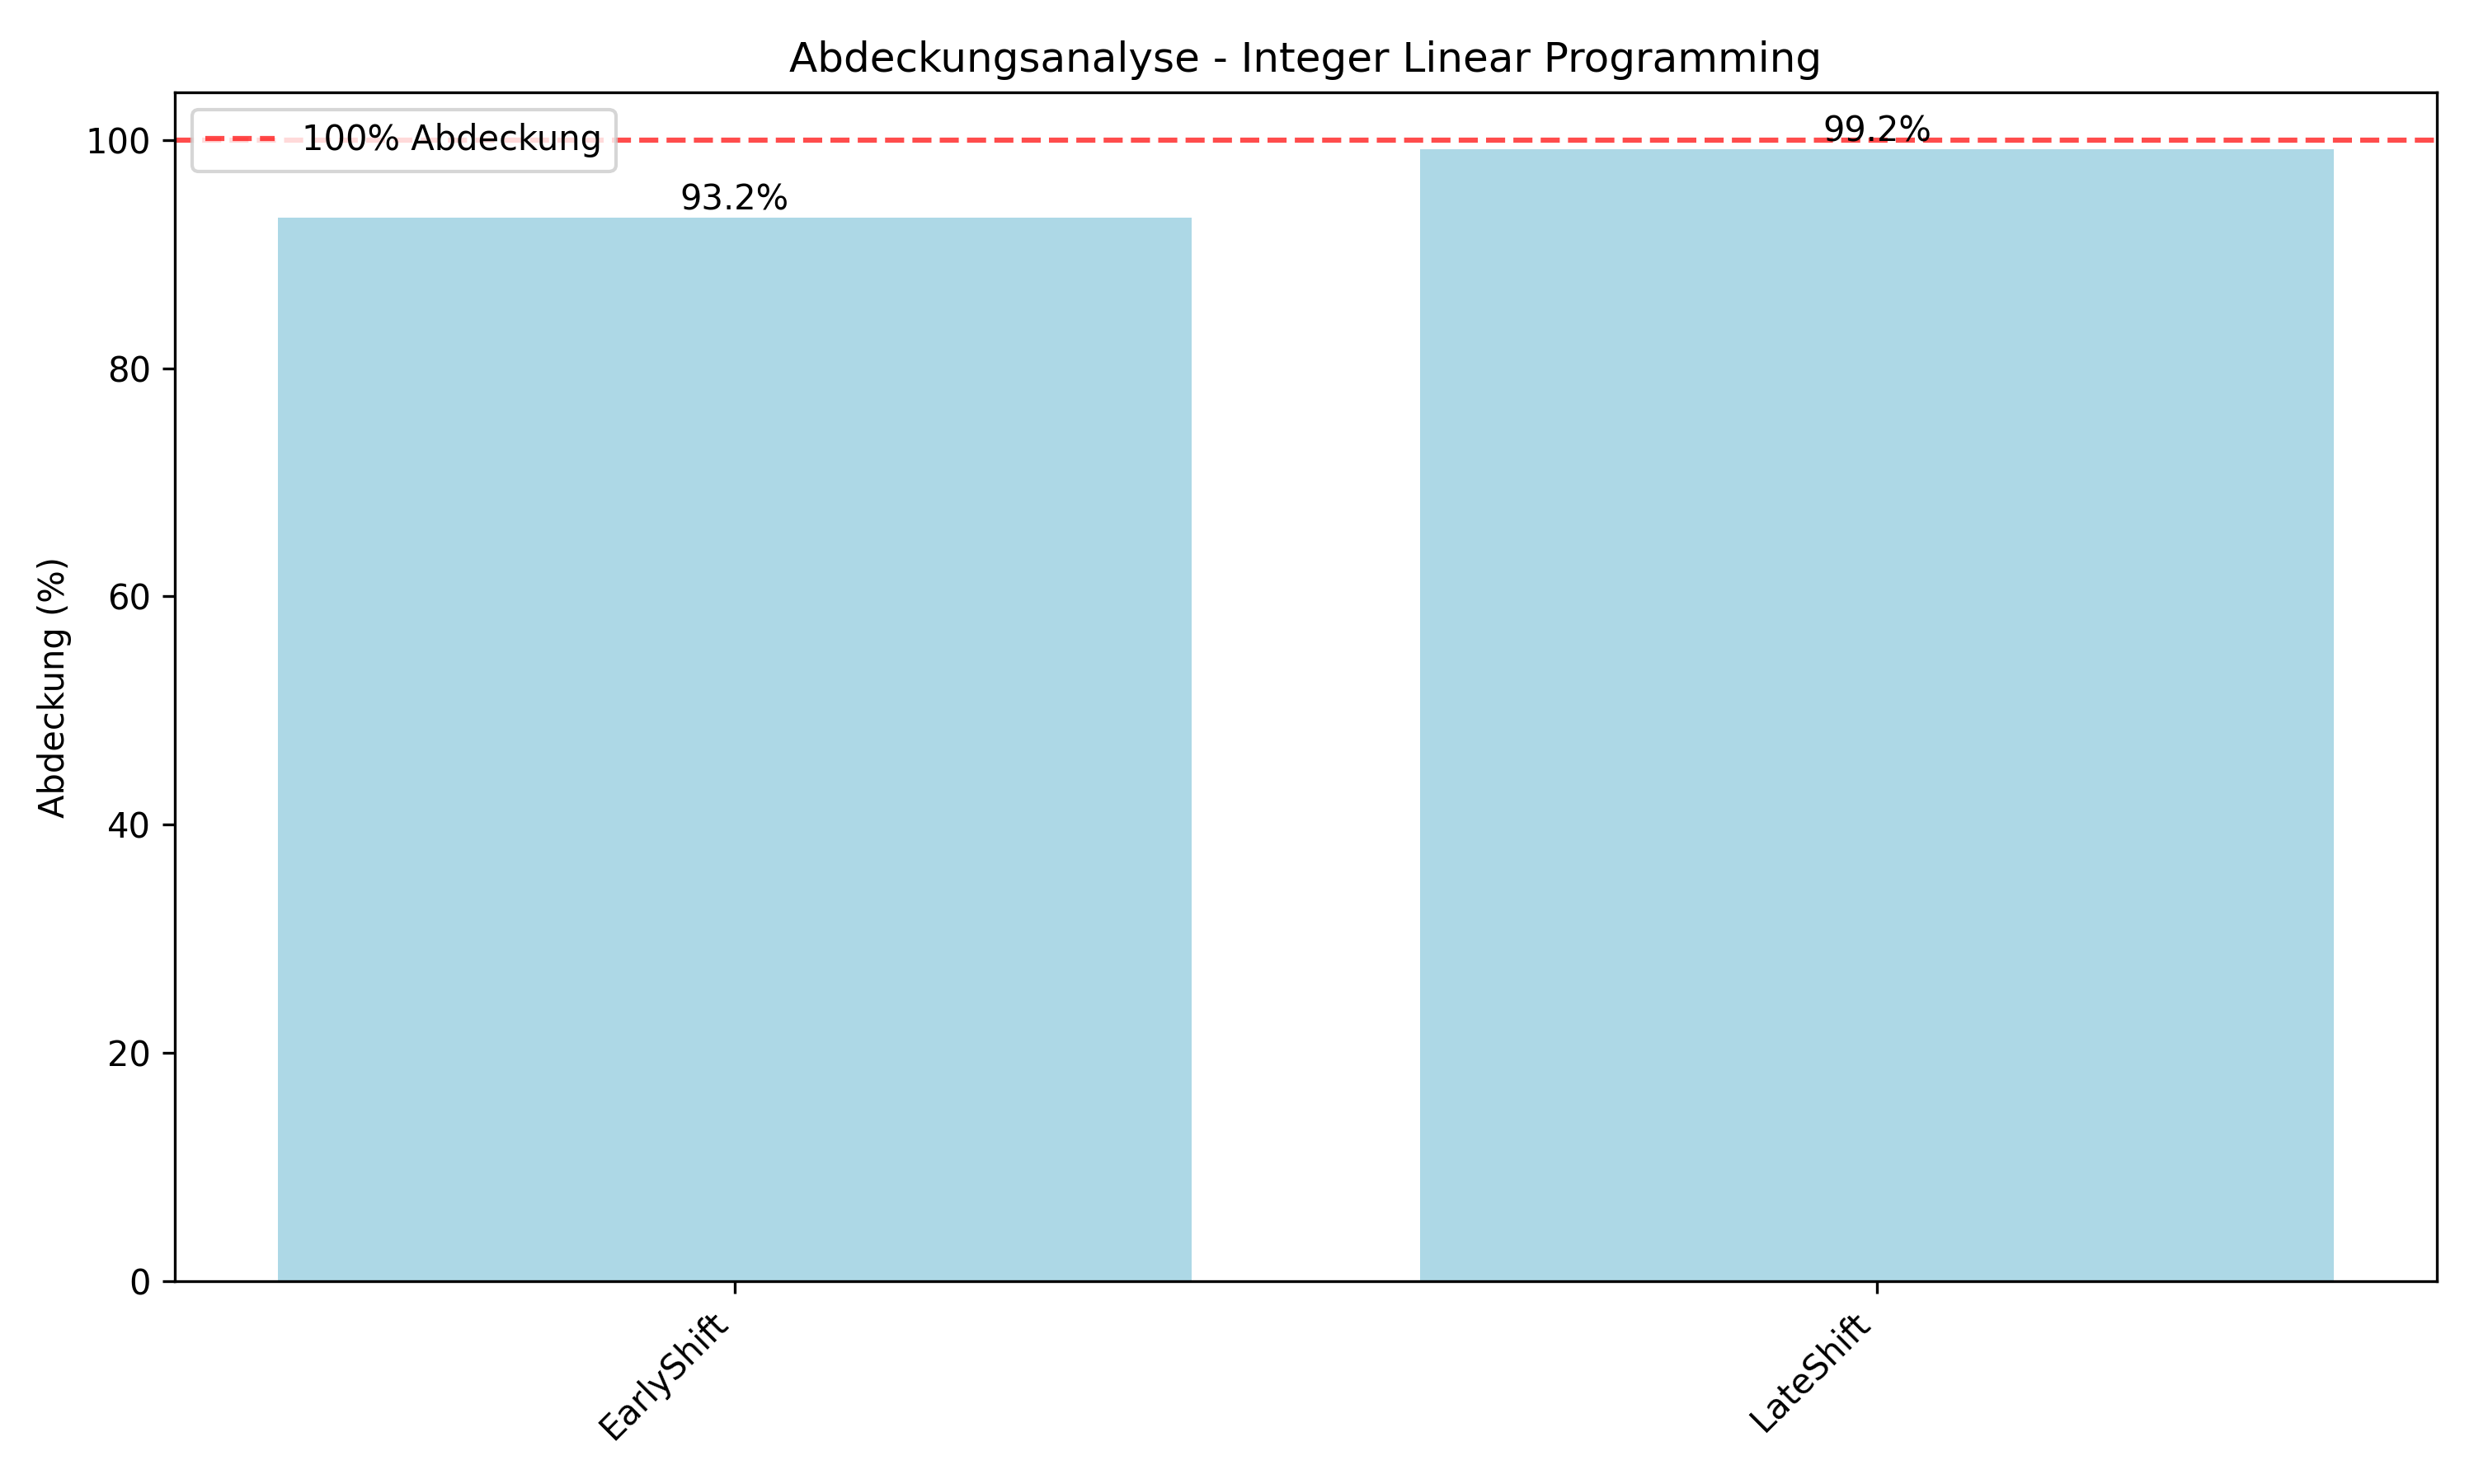 Abdeckungsanalyse - Integer Linear Programming
100% Abdeckung
99.2%
93.2%
100
80
60
40
20
0
Abdeckung (%)
EarlyShift
LateShift